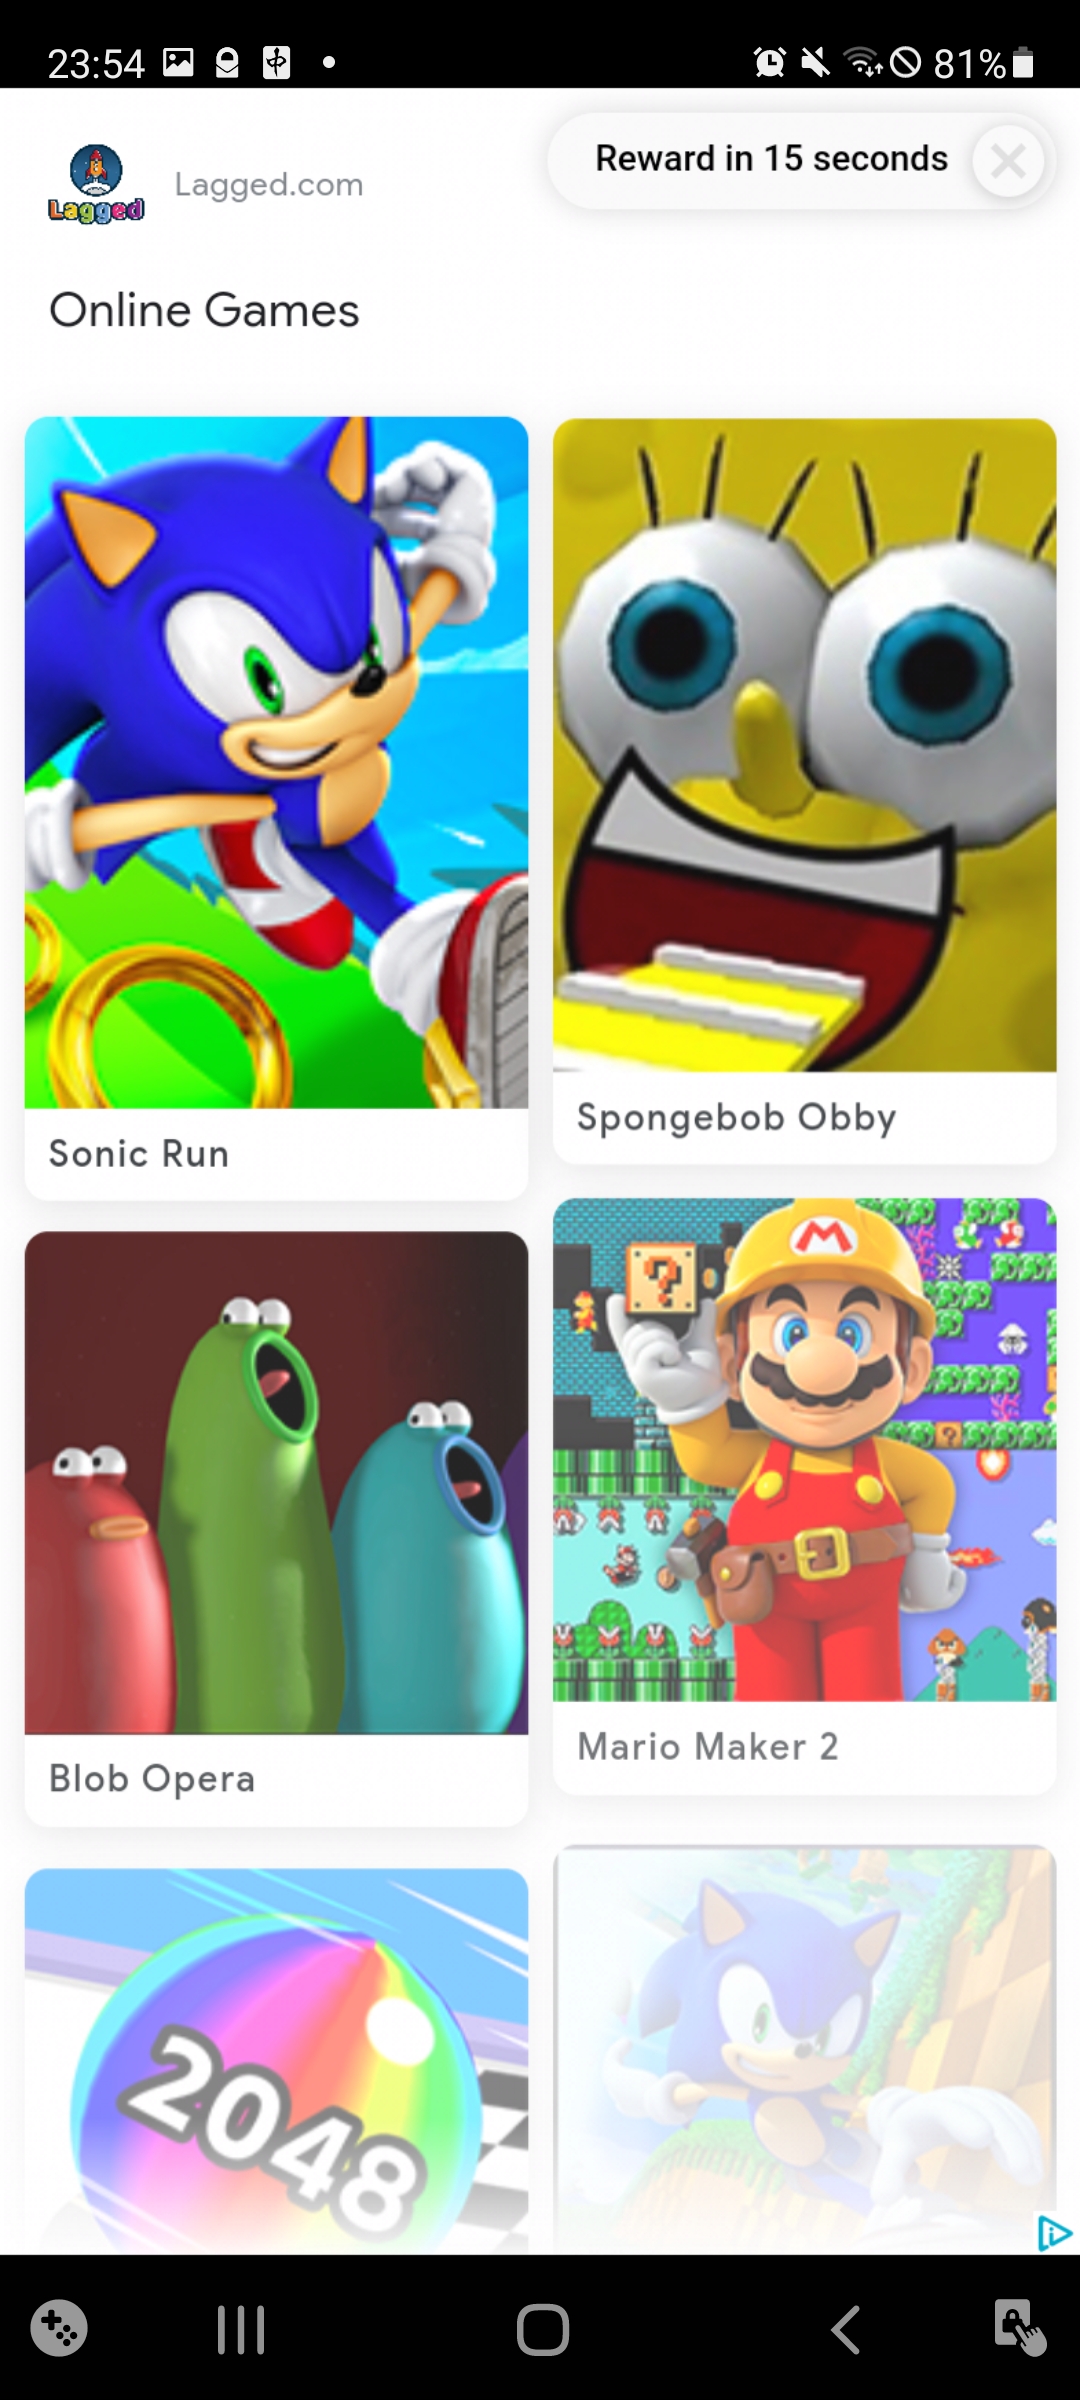 23:54
81%
Lagged
Lagged.com
Reward in 15 seconds
Online Games
Sonic Run
Spongebob Obby
M
?
Blob Opera
Mario Maker 2
2048